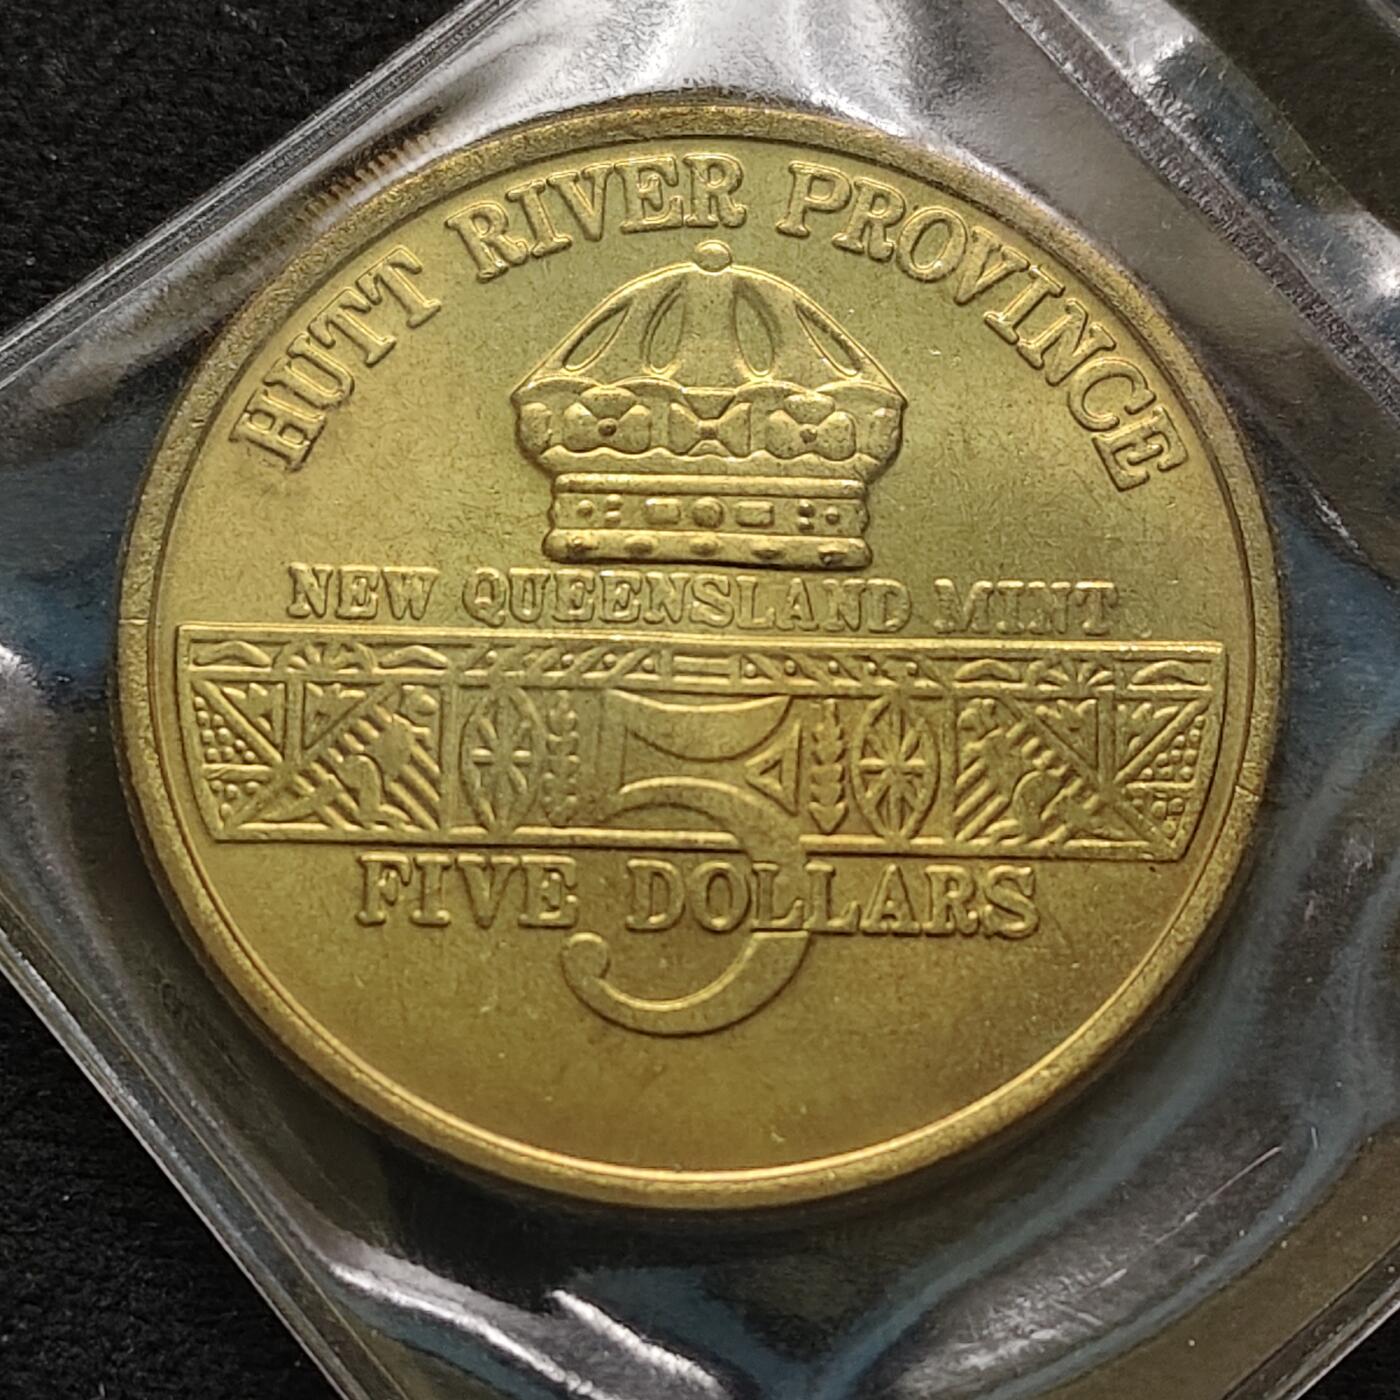 HUTT RIVER PROVINCE
NEW QUEENSLAND MINT
5
FIVE DOLLARS